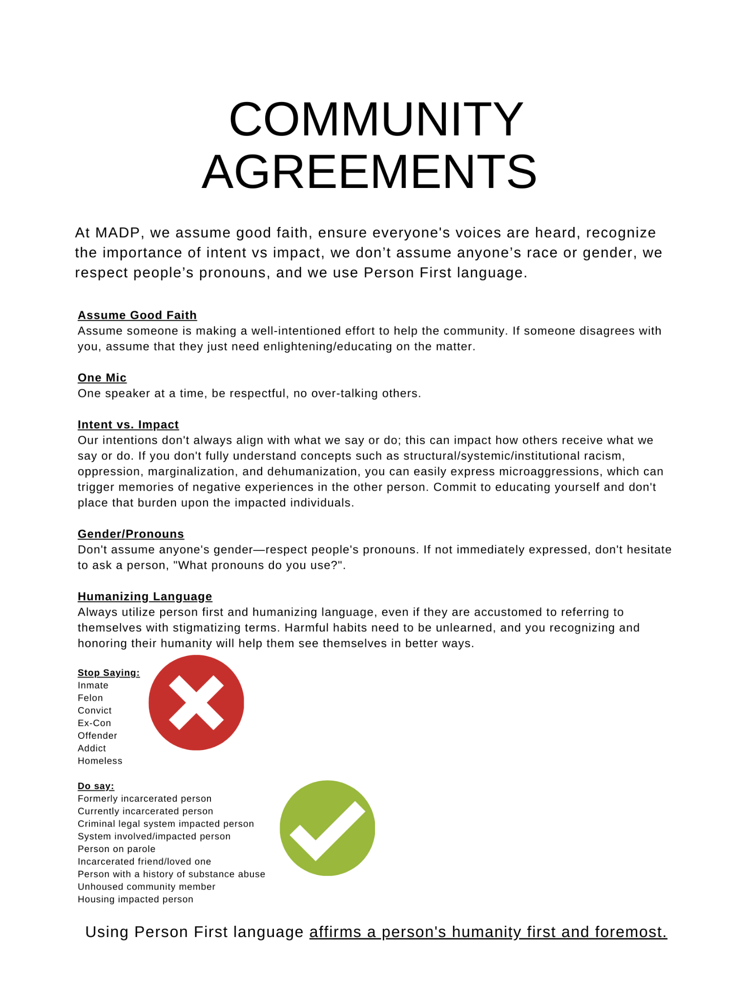 COMMUNITY
AGREEMENTS
At MADP, we assume good faith, ensure everyone's voices are heard, recognize
the importance of intent vs impact, we don’t assume anyone’s race or gender, we
respect people’s pronouns, and we use Person First language.
Assume Good Faith
Assume someone is making a well-intentioned effort to help the community. If someone disagrees with
you, assume that they just need enlightening/educating on the matter.
One Mic
One speaker at a time, be respectful, no over-talking others.
Intent vs. Impact
Our intentions don't always align with what we say or do; this can impact how others receive what we
say or do. If you don't fully understand concepts such as structural/systemic/institutional racism,
oppression, marginalization, and dehumanization, you can easily express microaggressions, which can
trigger memories of negative experiences in the other person. Commit to educating yourself and don't
place that burden upon the impacted individuals.
Gender/Pronouns
Don't assume anyone's gender—respect people's pronouns. If not immediately expressed, don't hesitate
to ask a person, "What pronouns do you use?".
Humanizing Language
Always utilize person first and humanizing language, even if they are accustomed to referring to
themselves with stigmatizing terms. Harmful habits need to be unlearned, and you recognizing and
honoring their humanity will help them see themselves in better ways.
Stop Saying:
Inmate
Felon
Convict
Ex-Con
Offender
Addict
Homeless
Do say:
Formerly incarcerated person
Currently incarcerated person
Criminal legal system impacted person
System involved/impacted person
Person on parole
Incarcerated friend/loved one
Person with a history of substance abuse
Unhoused community member
Housing impacted person
Using Person First language affirms a person's humanity first and foremost.